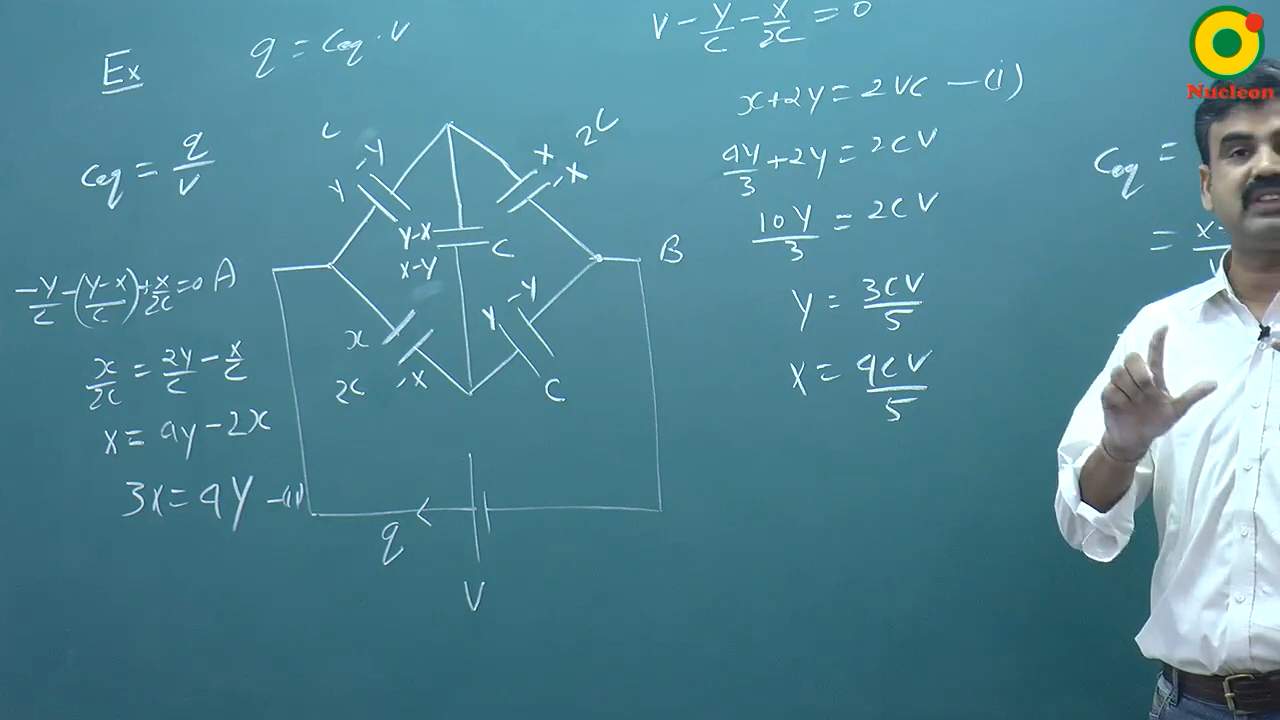 Ex
q = Ceq . V
V - Y/C - X/2C = 0
Ceq = q/V
x + 2y = 2VC - (i)
4Y/3 + 2y = 2CV
10Y/3 = 2CV
Y = 3CV/5
X = 4CV/5
Ceq =
=
-Y/C - (Y-X/C) + X/2C = 0
x/2C = 2Y/C - X/C
x = 4y - 2x
3x = 4Y - (ii)
C
Y
-Y
X
-X
2C
Y-X
X-Y
C
A
B
x
-X
2C
Y
-Y
C
q
V
Nucleon